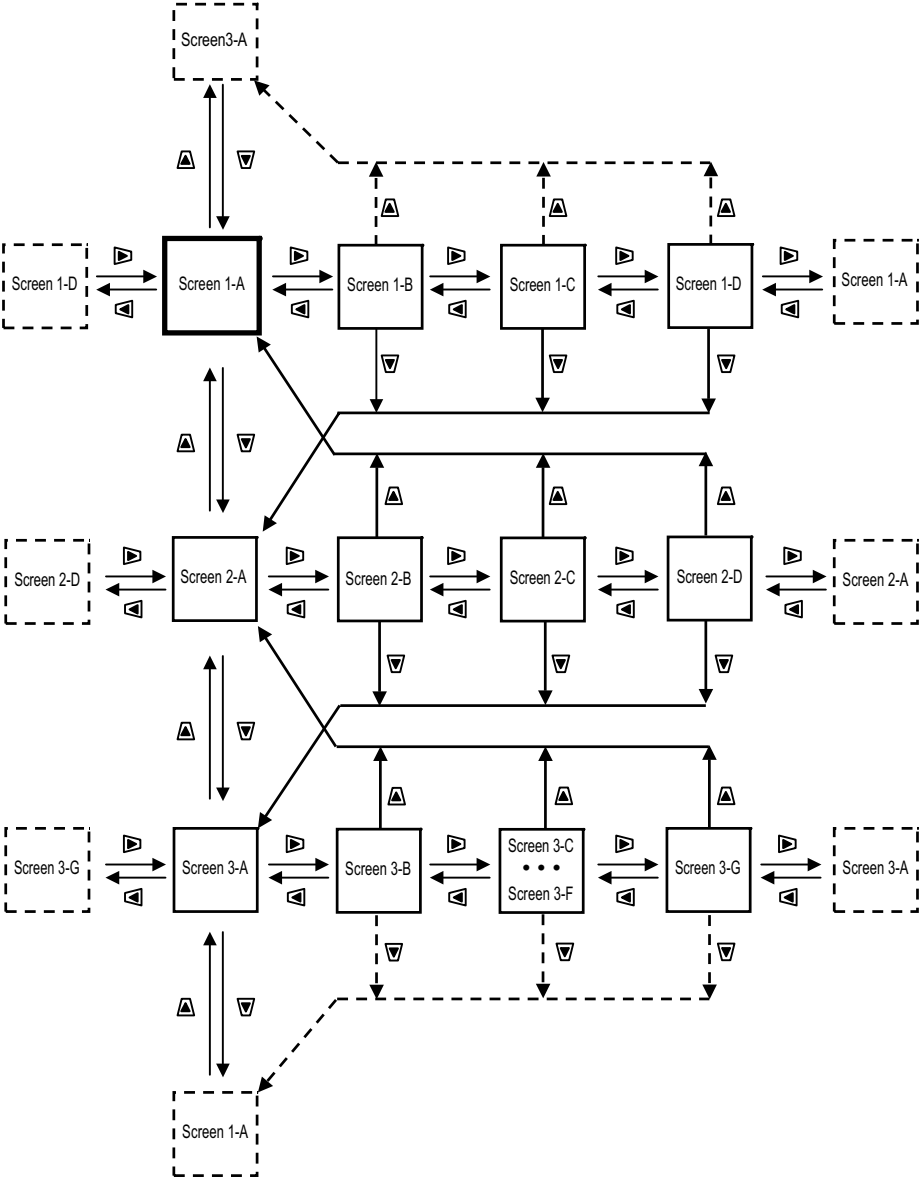 Screen3-A
Screen 1-D
Screen 1-A
Screen 1-B
Screen 1-C
Screen 1-D
Screen 1-A
Screen 2-D
Screen 2-A
Screen 2-B
Screen 2-C
Screen 2-D
Screen 2-A
Screen 3-G
Screen 3-A
Screen 3-B
Screen 3-C
• • •
Screen 3-F
Screen 3-G
Screen 3-A
Screen 1-A